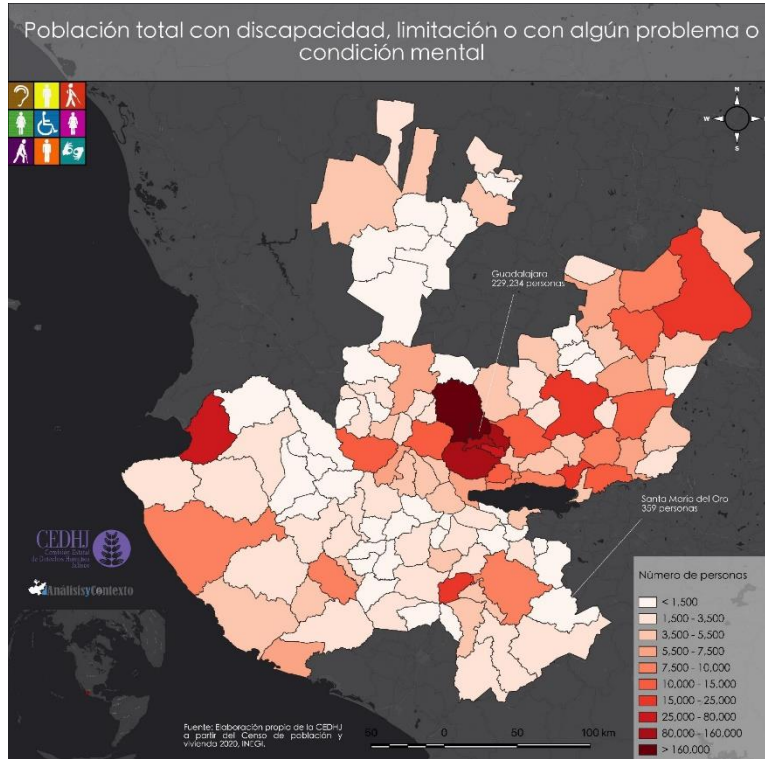 Población total con discapacidad, limitación o con algún problema o
condición mental
N
W
S
Guadalajara
229,234 personas
Santa María del Oro
359 personas
CEDHJ
Comisión Estatal
de Derechos Humanos
Jalisco
AnálisisyContexto
Número de personas
< 1,500
1,500 - 3,500
3,500 - 5,500
5,500 - 7,500
7,500 - 10,000
10,000 - 15,000
15,000 - 25,000
25,000 - 80,000
80,000 - 160,000
> 160,000
Fuente: Elaboración propia de la CEDHJ
a partir del Censo de población y
vivienda 2020, INEGI.
50 0 50 100 km